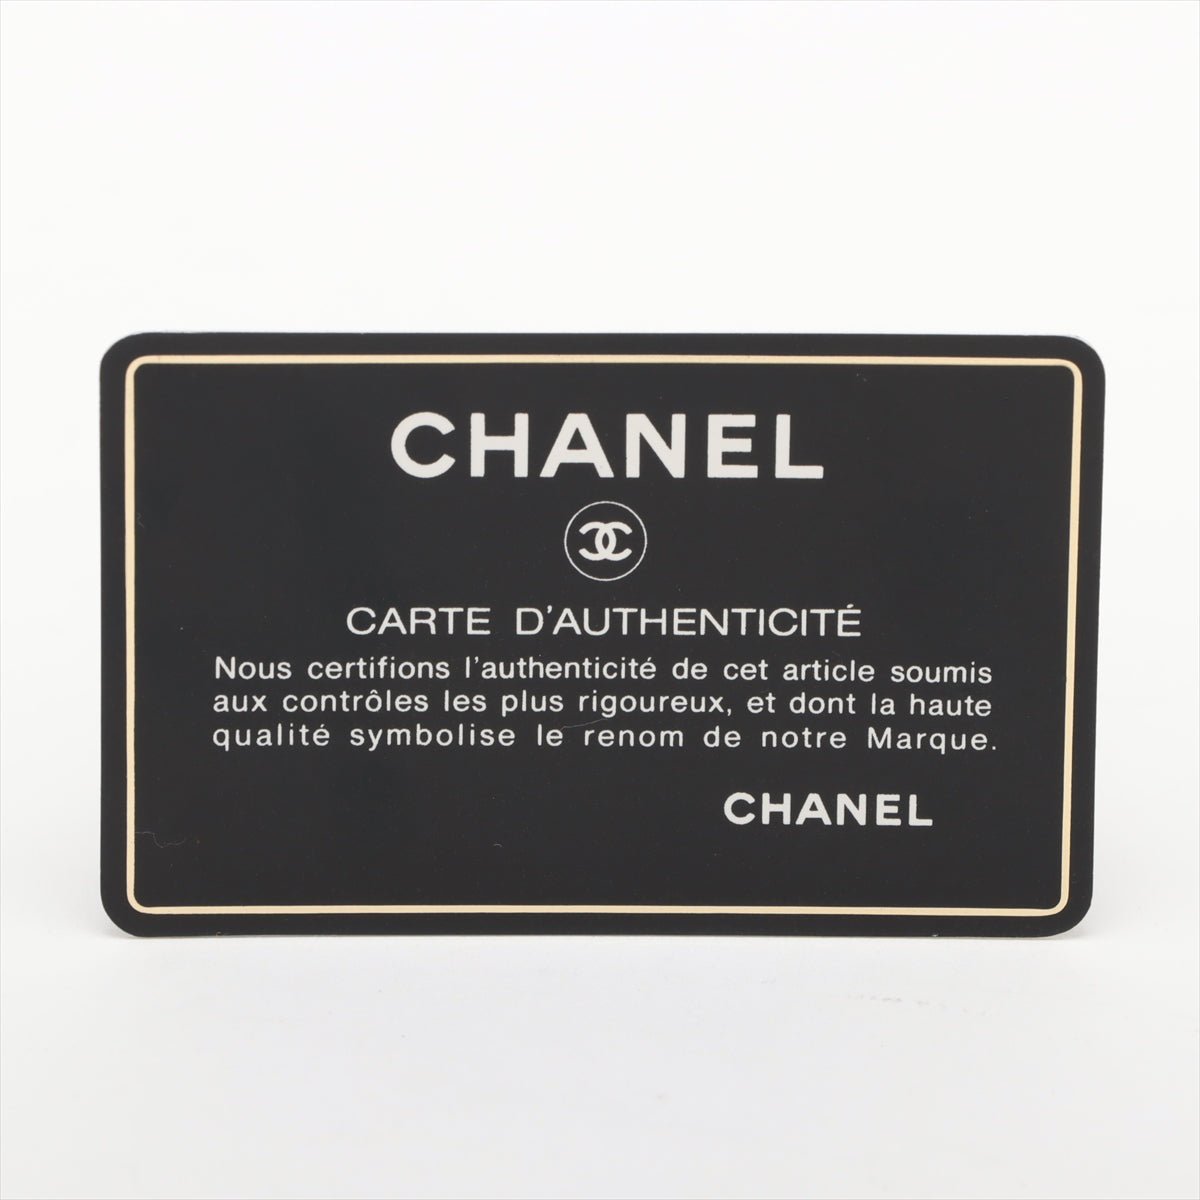 CHANEL
CARTE D'AUTHENTICITÉ
Nous certifions l'authenticité de cet article soumis
aux contrôles les plus rigoureux, et dont la haute
qualité symbolise le renom de notre Marque.
CHANEL